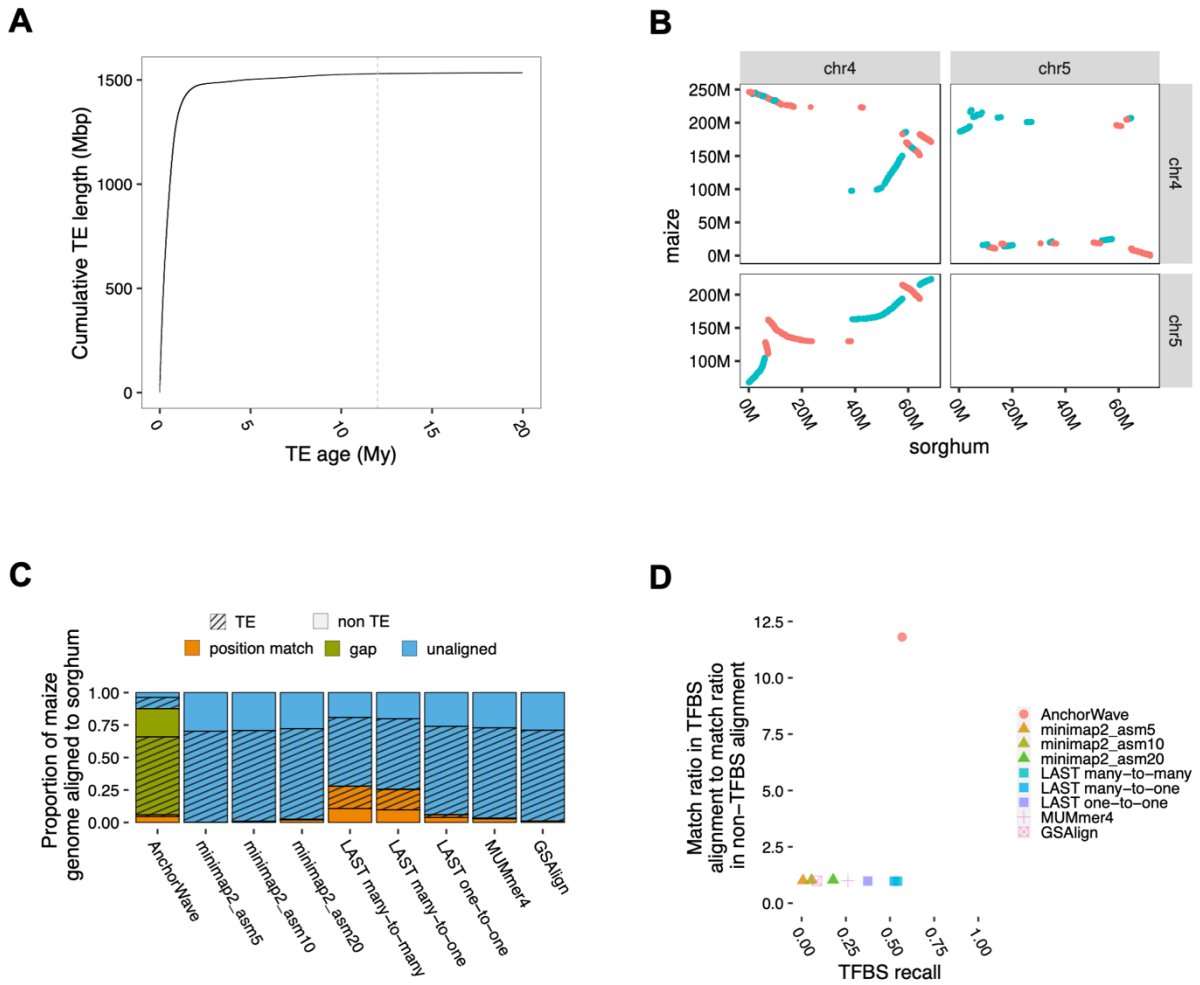 A
Cumulative TE length (Mbp)
1500
1000
500
0
0
5
10
15
20
TE age (My)
B
chr4
chr5
maize
250M
200M
150M
100M
50M
0M
chr4
200M
150M
100M
chr5
0M
20M
40M
60M
0M
20M
40M
60M
sorghum
C
TE
non TE
position match
gap
unaligned
Proportion of maize
genome aligned to sorghum
1.00
0.75
0.50
0.25
0.00
AnchorWave
minimap2_asm5
minimap2_asm10
minimap2_asm20
LAST many−to−many
LAST many−to−one
LAST one−to−one
MUMmer4
GSAlign
D
Match ratio in TFBS
alignment to match ratio
in non−TFBS alignment
12.5
10.0
7.5
5.0
2.5
0.0
0.00
0.25
0.50
0.75
1.00
TFBS recall
AnchorWave
minimap2_asm5
minimap2_asm10
minimap2_asm20
LAST many−to−many
LAST many−to−one
LAST one−to−one
MUMmer4
GSAlign